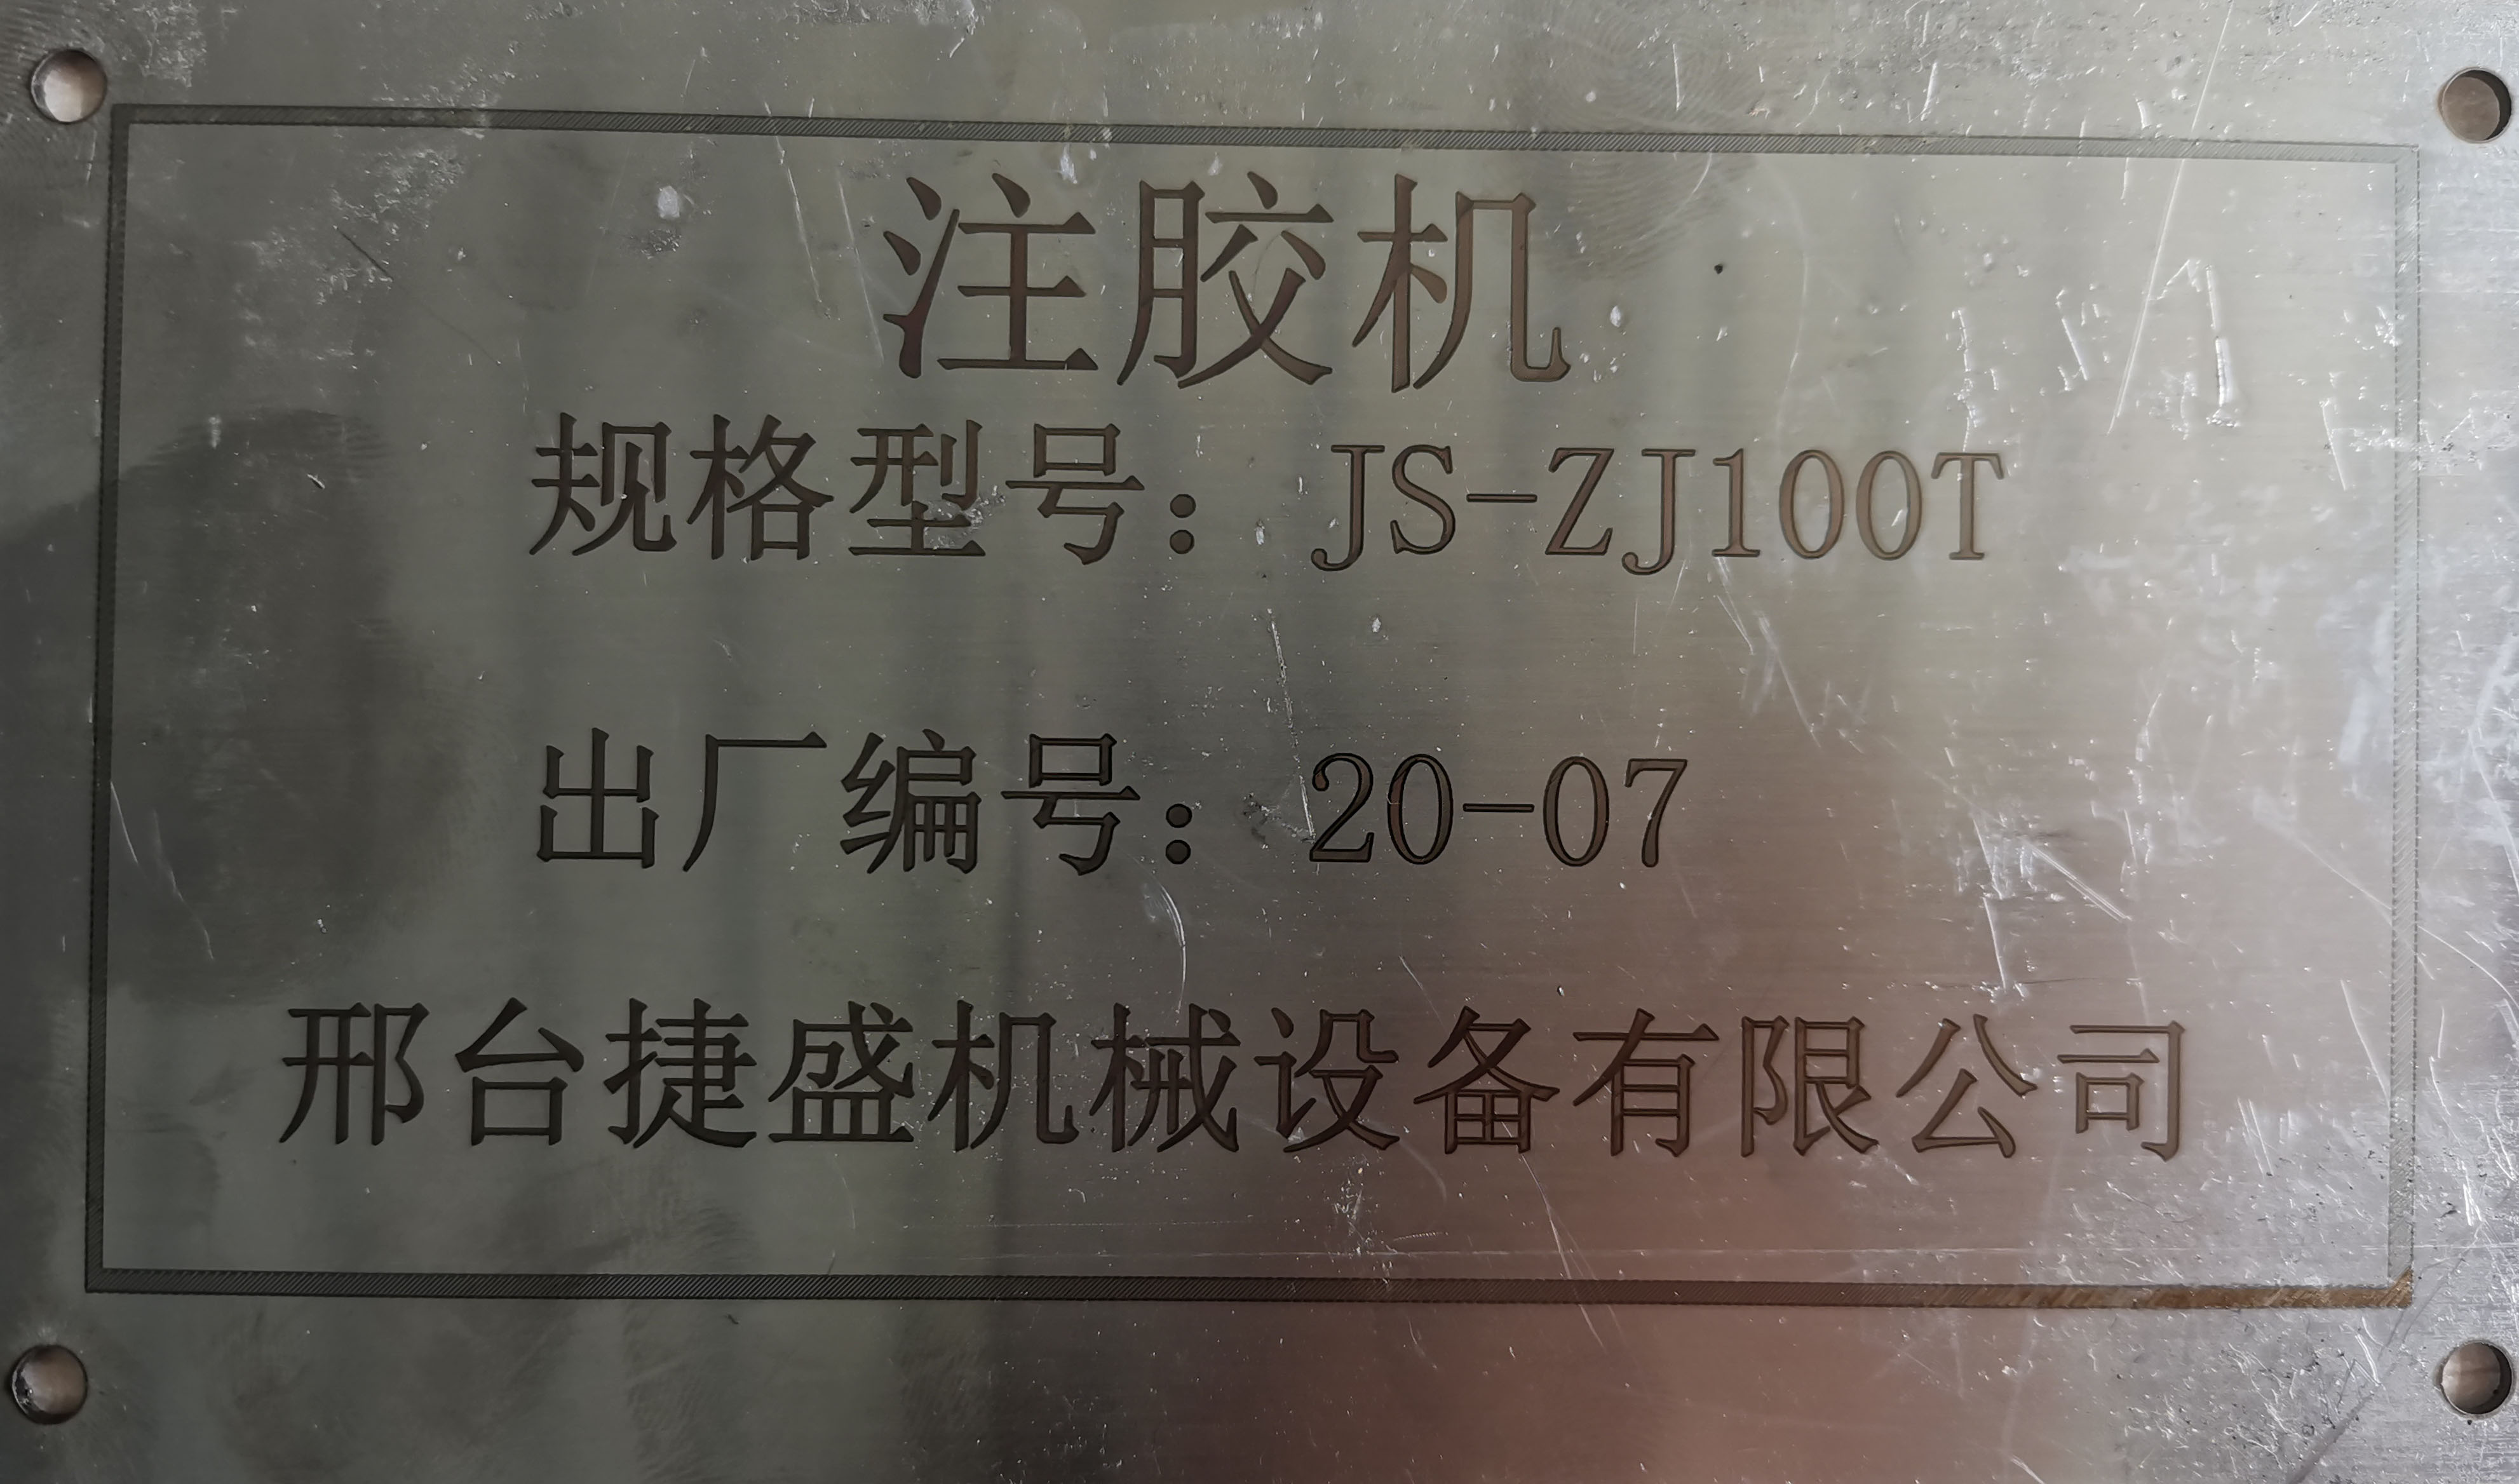 注胶机
规格型号：JS-ZJ100T
出厂编号：20-07
邢台捷盛机械设备有限公司